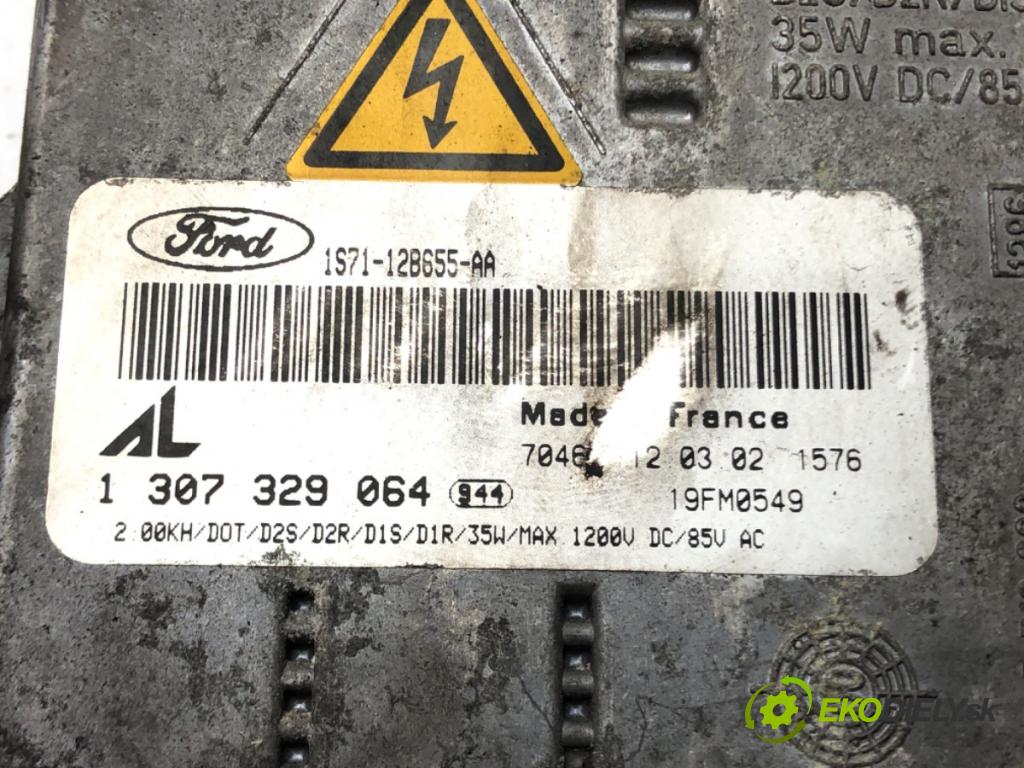 35W max.
1200V DC/85
Ford
1S71-12B655-AA
AL
Made France
1 307 329 064 944
12 03 02 1576
19FM0549
2.00KH/DOT/D2S/D2R/D1S/D1R/35W/MAX 1200V DC/85V AC
EKODIELY.sk